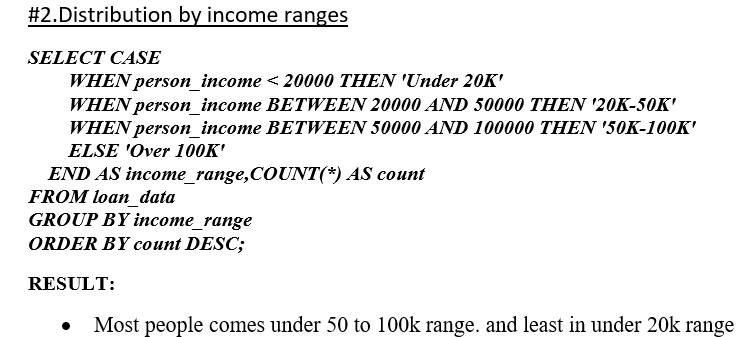 #2.Distribution by income ranges
SELECT CASE
WHEN person_income < 20000 THEN 'Under 20K'
WHEN person_income BETWEEN 20000 AND 50000 THEN '20K-50K'
WHEN person_income BETWEEN 50000 AND 100000 THEN '50K-100K'
ELSE 'Over 100K'
END AS income_range,COUNT(*) AS count
FROM loan_data
GROUP BY income_range
ORDER BY count DESC;
RESULT:
• Most people comes under 50 to 100k range. and least in under 20k range